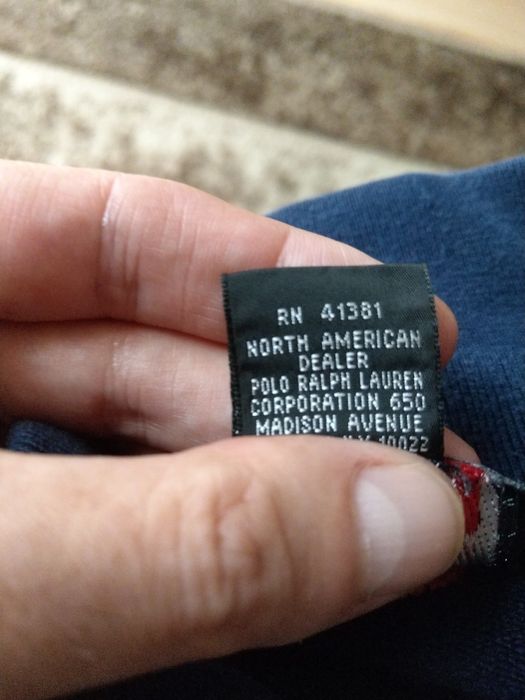 RN 41381
NORTH AMERICAN
DEALER
POLO RALPH LAUREN
CORPORATION 650
MADISON AVENUE
10022